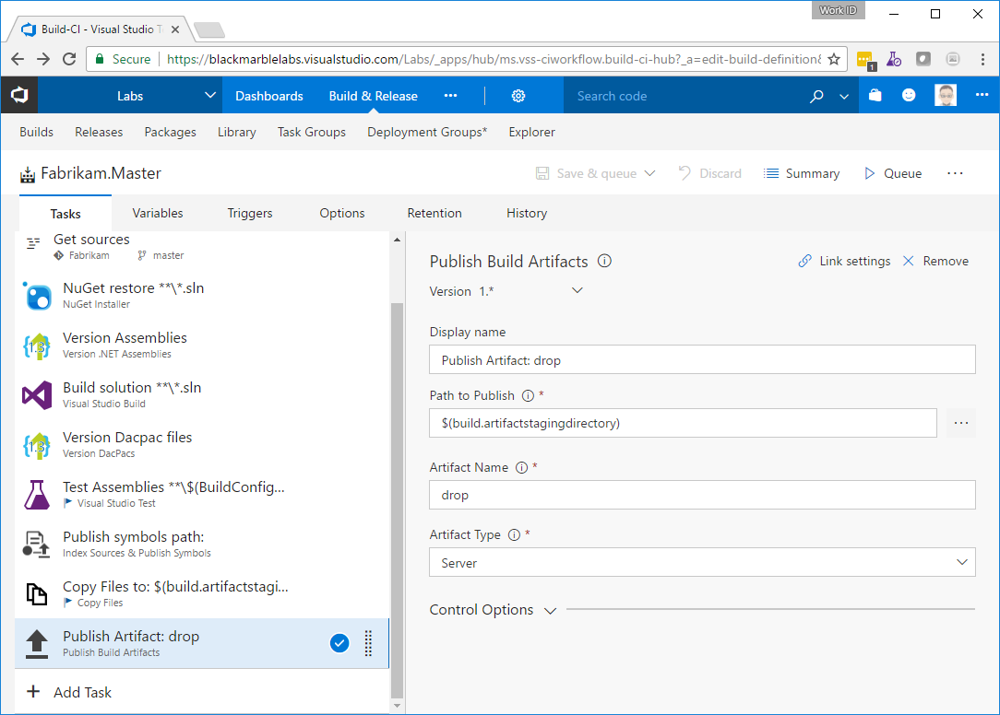 Work ID
Build-CI - Visual Studio T
Secure https://blackmarblelabs.visualstudio.com/Labs/_apps/hub/ms.vss-ciworkflow.build-ci-hub?_a=edit-build-definition&
1
Labs Dashboards Build & Release ••• Search code •••
Builds Releases Packages Library Task Groups Deployment Groups* Explorer
Fabrikam.Master Save & queue Discard Summary Queue ···
Tasks Variables Triggers Options Retention History
Get sources
Fabrikam master
NuGet restore **\*.sln
NuGet Installer
Version Assemblies
Version .NET Assemblies
Build solution **\*.sln
Visual Studio Build
Version Dacpac files
Version DacPacs
Test Assemblies **\$(BuildConfig...
Visual Studio Test
Publish symbols path:
Index Sources & Publish Symbols
Copy Files to: $(build.artifactstagi...
Copy Files
Publish Artifact: drop
Publish Build Artifacts
+ Add Task
Publish Build Artifacts Link settings Remove
Version 1.*
Display name
Publish Artifact: drop
Path to Publish *
$(build.artifactstagingdirectory) ...
Artifact Name *
drop
Artifact Type *
Server
Control Options